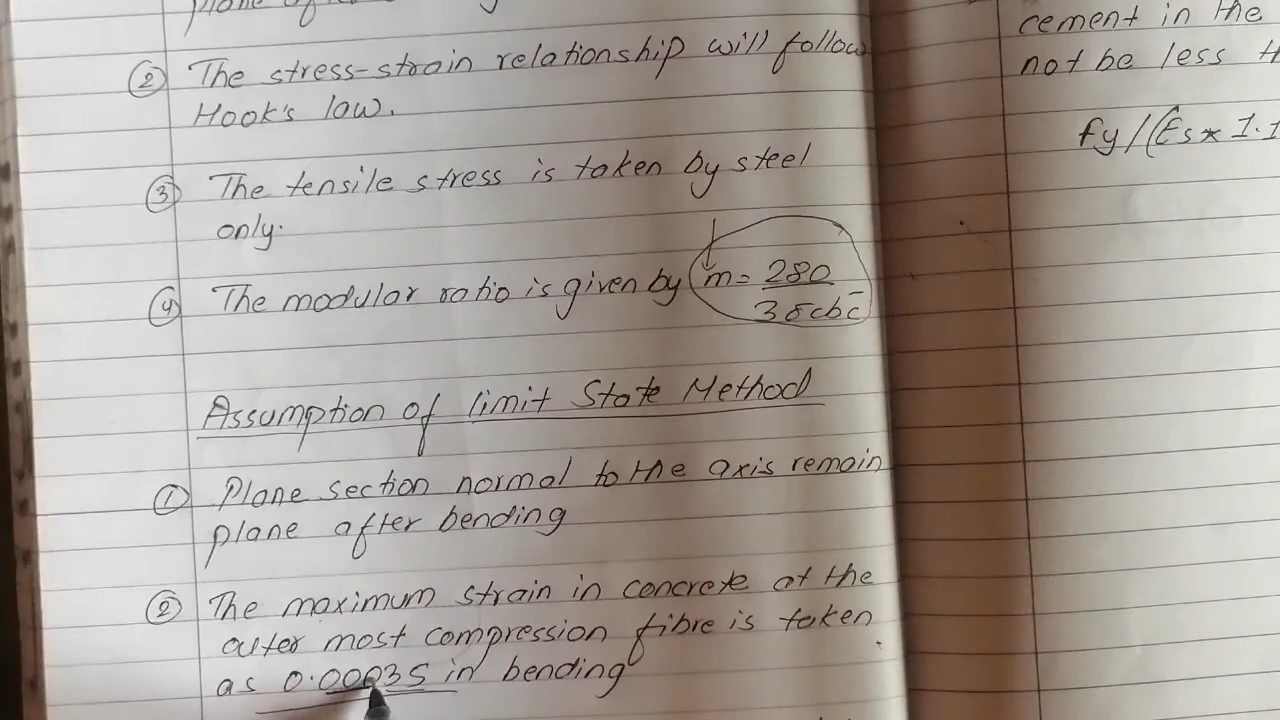 plane of
② The stress-strain relationship will follow
Hook's law.
③ The tensile stress is taken by steel
only.
④ The modular ratio is given by m = 280
3σcbc
Assumption of limit State Method
① Plane section normal to the axis remain
plane after bending
② The maximum strain in concrete at the
outer most compression fibre is taken
as 0.00035 in bending
cement in the
not be less
fy/(Es* 1.1